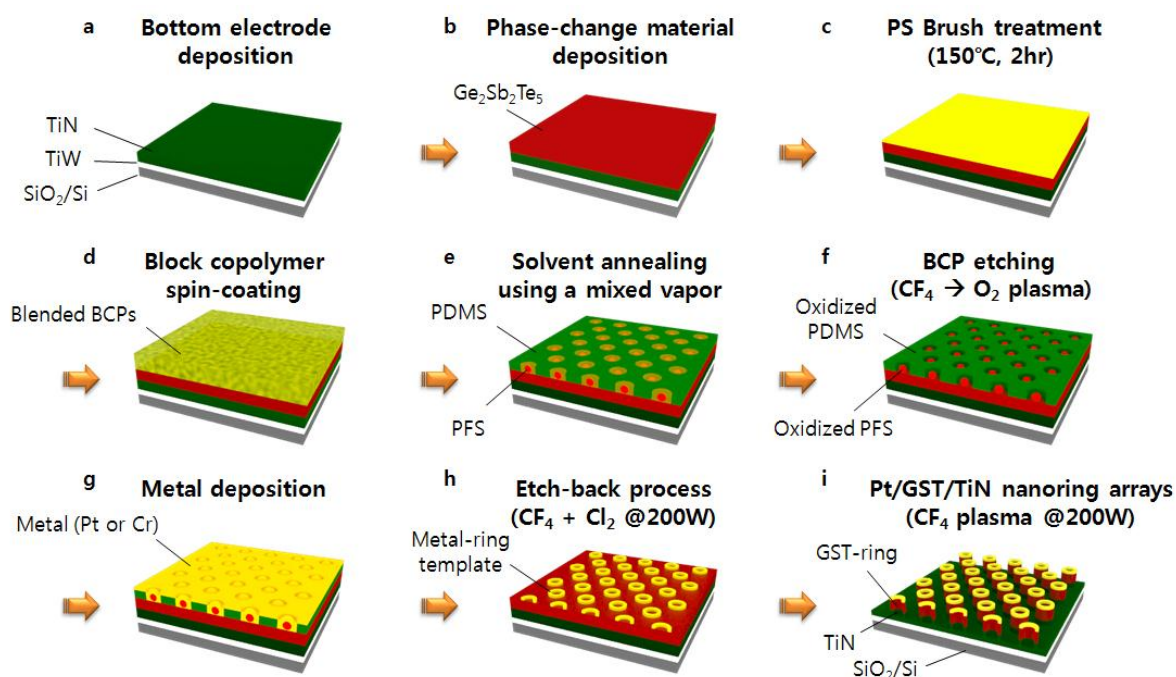 a
Bottom electrode
deposition
TiN
TiW
SiO₂/Si
b
Phase-change material
deposition
Ge₂Sb₂Te₅
c
PS Brush treatment
(150℃, 2hr)
d
Block copolymer
spin-coating
Blended BCPs
e
Solvent annealing
using a mixed vapor
PDMS
PFS
f
BCP etching
(CF₄ → O₂ plasma)
Oxidized
PDMS
Oxidized PFS
g
Metal deposition
Metal (Pt or Cr)
h
Etch-back process
(CF₄ + Cl₂ @200W)
Metal-ring
template
i
Pt/GST/TiN nanoring arrays
(CF₄ plasma @200W)
GST-ring
TiN
SiO₂/Si